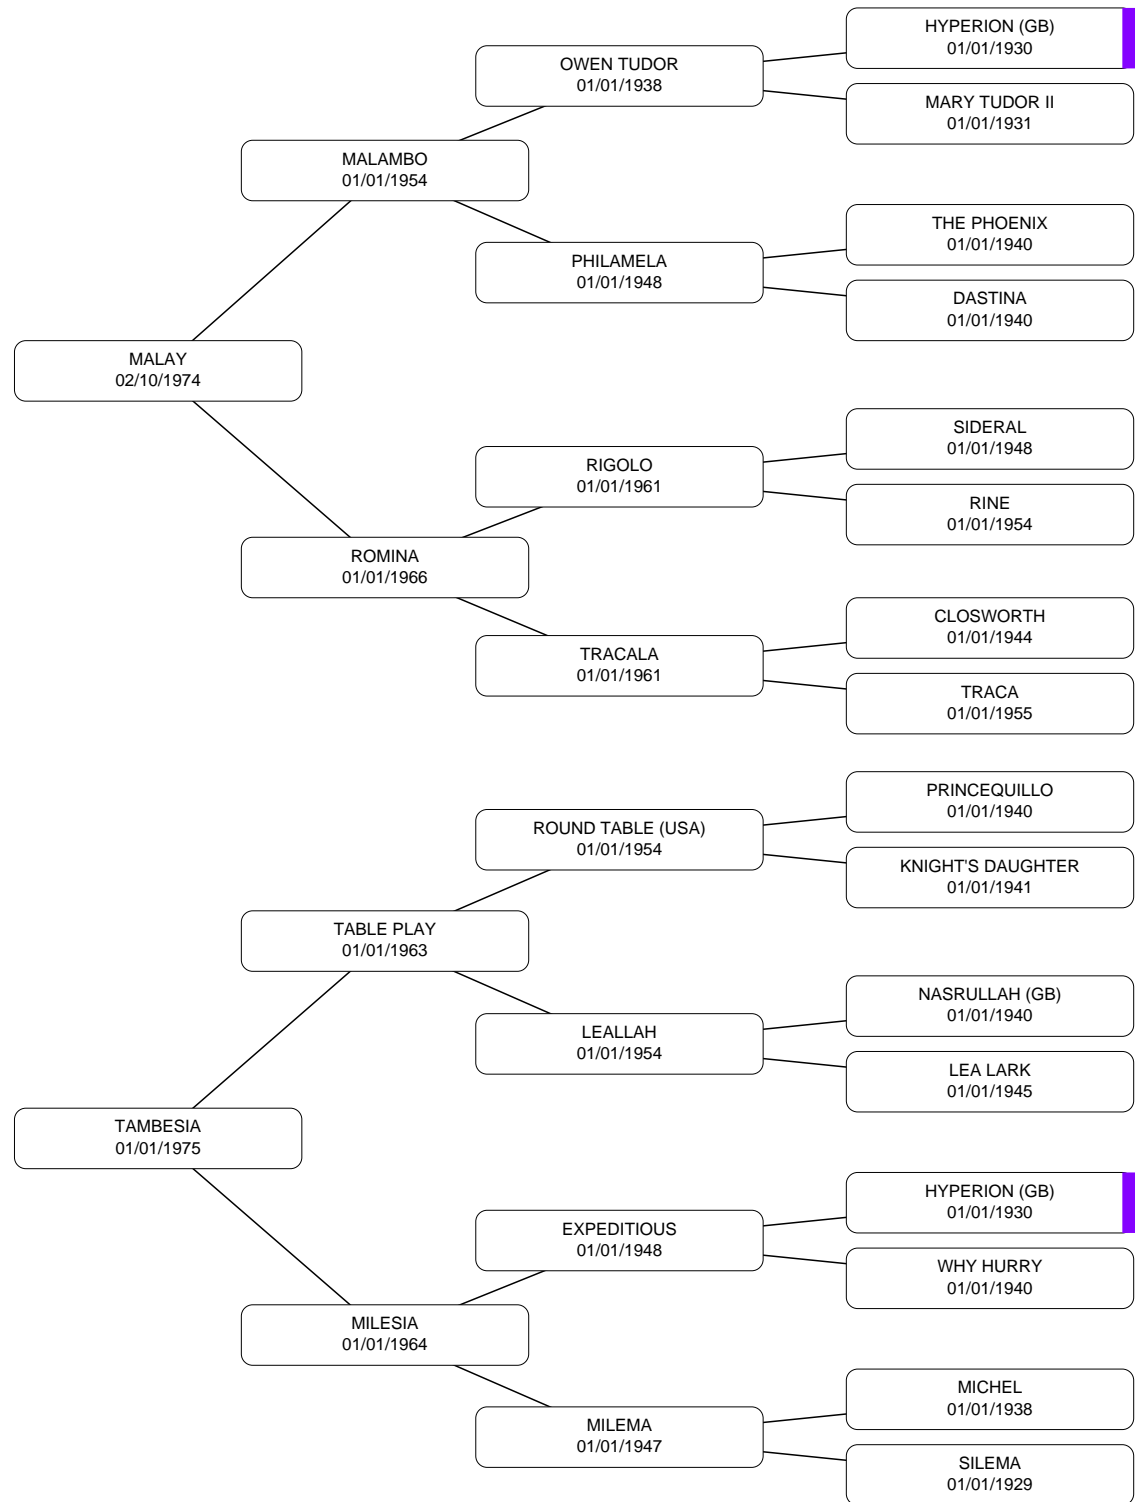 HYPERION (GB)
01/01/1930
OWEN TUDOR
01/01/1938
MARY TUDOR II
01/01/1931
MALAMBO
01/01/1954
THE PHOENIX
01/01/1940
PHILAMELA
01/01/1948
DASTINA
01/01/1940
MALAY
02/10/1974
SIDERAL
01/01/1948
RIGOLO
01/01/1961
RINE
01/01/1954
ROMINA
01/01/1966
CLOSWORTH
01/01/1944
TRACALA
01/01/1961
TRACA
01/01/1955
PRINCEQUILLO
01/01/1940
ROUND TABLE (USA)
01/01/1954
KNIGHT'S DAUGHTER
01/01/1941
TABLE PLAY
01/01/1963
NASRULLAH (GB)
01/01/1940
LEALLAH
01/01/1954
LEA LARK
01/01/1945
TAMBESIA
01/01/1975
HYPERION (GB)
01/01/1930
EXPEDITIOUS
01/01/1948
WHY HURRY
01/01/1940
MILESIA
01/01/1964
MICHEL
01/01/1938
MILEMA
01/01/1947
SILEMA
01/01/1929